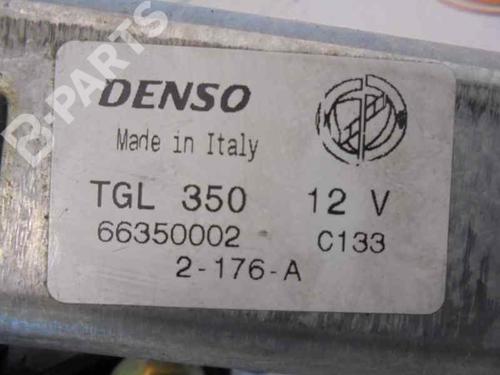 B-PARTS
DENSO
Made in Italy
TGL 350 12 V
66350002 C133
2-176-A